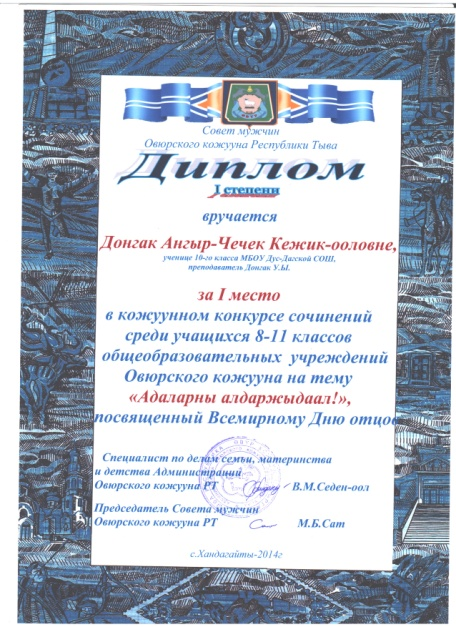 Совет мужчин
Овюрского кожууна Республики Тыва
Диплом
I степени
вручается
Донгак Ангыр-Чечек Кежик-ооловне,
ученице 10-го класса МБОУ Дус-Дагской СОШ,
преподаватель Донгак У.Ы.
за I место
в кожуунном конкурсе сочинений
среди учащихся 8-11 классов
общеобразовательных учреждений
Овюрского кожууна на тему
«Адаларны алдаржыдаал!»,
посвященный Всемирному Дню отцов
Специалист по делам семьи, материнства
и детства Администраций
Овюрского кожууна РТ В.М.Седен-оол
Председатель Совета мужчин
Овюрского кожууна РТ М.Б.Сат
с.Хандагайты-2014г